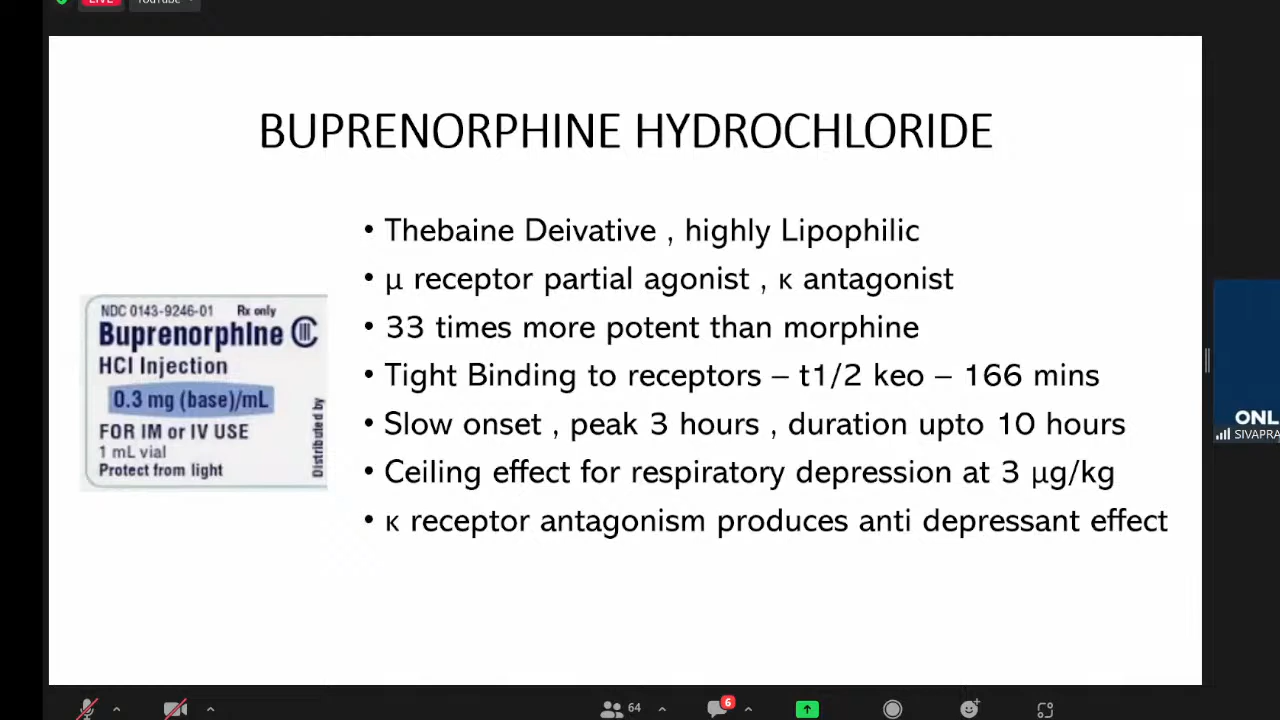 LIVE
YouTube
BUPRENORPHINE HYDROCHLORIDE
• Thebaine Deivative , highly Lipophilic
• μ receptor partial agonist , κ antagonist
• 33 times more potent than morphine
• Tight Binding to receptors – t1/2 keo – 166 mins
• Slow onset , peak 3 hours , duration upto 10 hours
• Ceiling effect for respiratory depression at 3 μg/kg
• κ receptor antagonism produces anti depressant effect
NDC 0143-9246-01 Rx only
Buprenorphine CIII
HCl Injection
0.3 mg (base)/mL
FOR IM or IV USE
1 mL vial
Protect from light
Distributed by
ONL
SIVAPRA
64
6